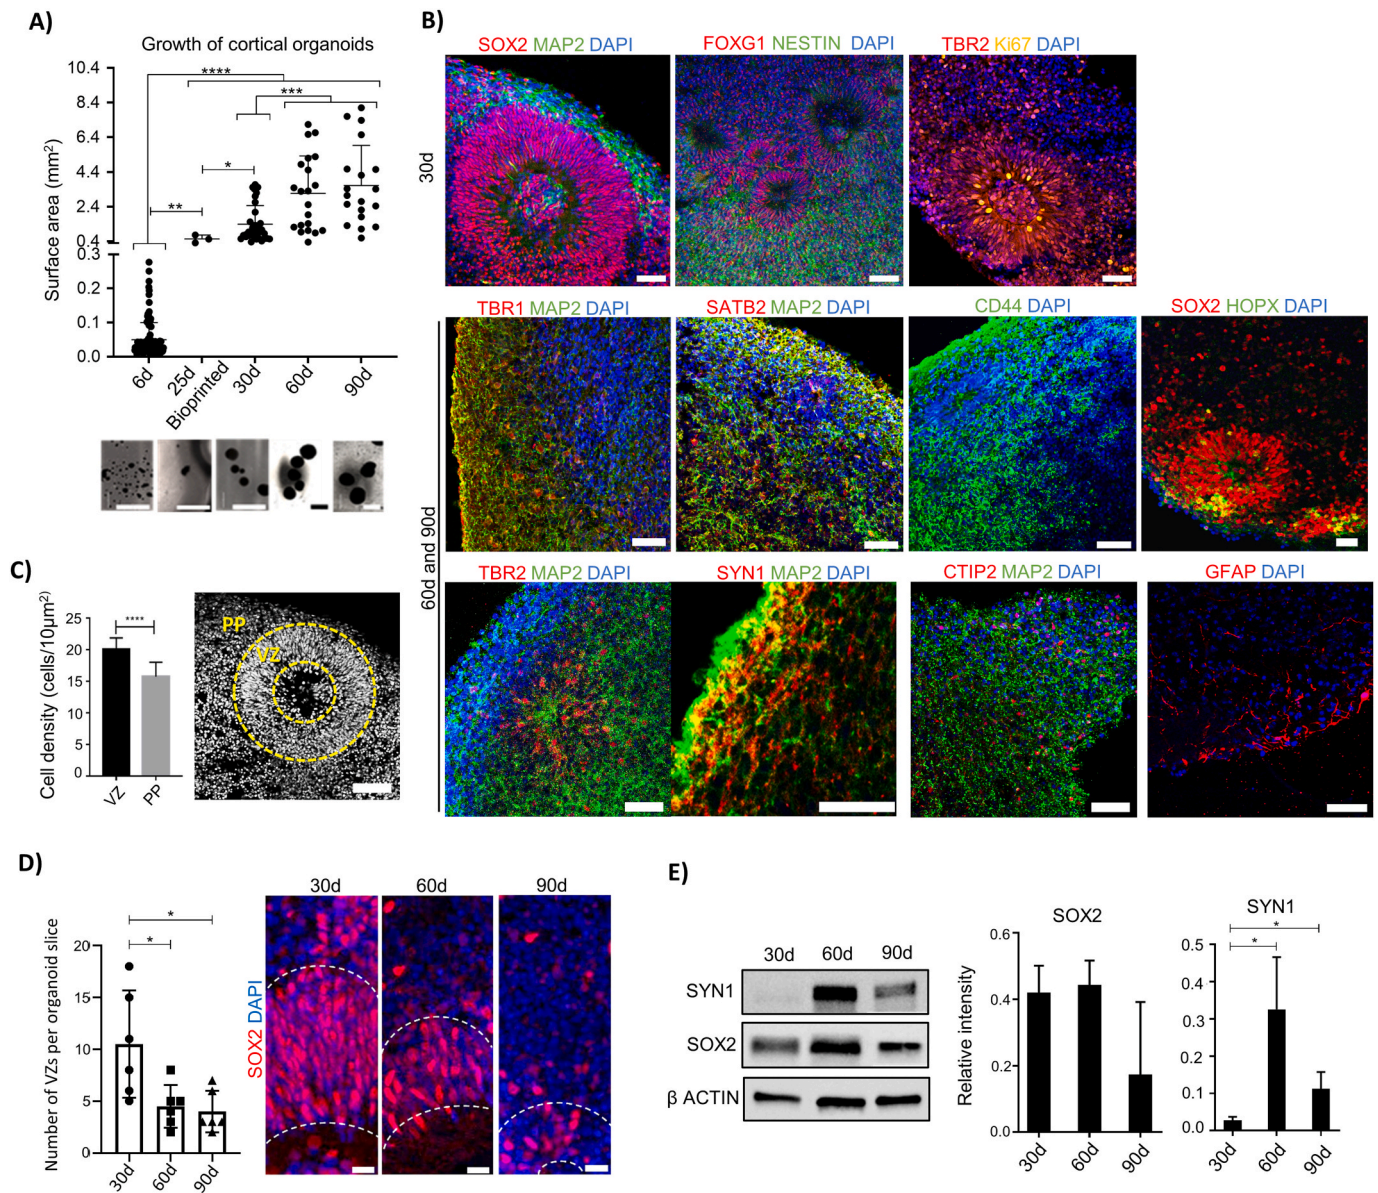 A)
Growth of cortical organoids
Surface area (mm²)
10.4
8.4
6.4
4.4
2.4
0.4
0.3
0.2
0.1
0.0
****
***
*
**
6d
25d
Bioprinted
30d
60d
90d
B)
SOX2 MAP2 DAPI
FOXG1 NESTIN DAPI
TBR2 Ki67 DAPI
30d
TBR1 MAP2 DAPI
SATB2 MAP2 DAPI
CD44 DAPI
SOX2 HOPX DAPI
60d and 90d
TBR2 MAP2 DAPI
SYN1 MAP2 DAPI
CTIP2 MAP2 DAPI
GFAP DAPI
C)
Cell density (cells/10µm²)
25
20
15
10
5
0
****
VZ
PP
PP
VZ
D)
Number of VZs per organoid slice
20
15
10
5
0
*
*
30d
60d
90d
SOX2 DAPI
30d
60d
90d
E)
30d 60d 90d
SYN1
SOX2
β ACTIN
SOX2
Relative intensity
0.6
0.4
0.2
0.0
30d
60d
90d
SYN1
0.5
0.4
0.3
0.2
0.1
0.0
*
*
30d
60d
90d